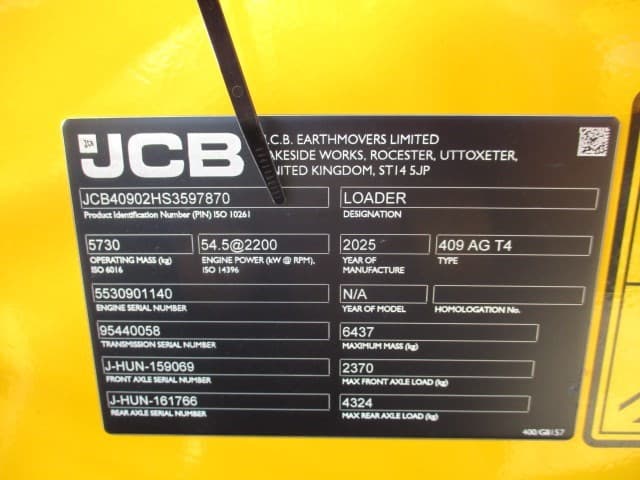 JCB
J.C.B. EARTHMOVERS LIMITED
LAKESIDE WORKS, ROCESTER, UTTOXETER,
UNITED KINGDOM, ST14 5JP
JCB40902HS3597870
Product Identification Number (PIN) ISO 10261
LOADER
DESIGNATION
5730
OPERATING MASS (kg)
ISO 6016
54.5@2200
ENGINE POWER (kW @ RPM),
ISO 14396
2025
YEAR OF
MANUFACTURE
409 AG T4
TYPE
5530901140
ENGINE SERIAL NUMBER
N/A
YEAR OF MODEL
HOMOLOGATION No.
95440058
TRANSMISSION SERIAL NUMBER
6437
MAXIMUM MASS (kg)
J-HUN-159069
FRONT AXLE SERIAL NUMBER
2370
MAX FRONT AXLE LOAD (kg)
J-HUN-161766
REAR AXLE SERIAL NUMBER
4324
MAX REAR AXLE LOAD (kg)
400/G8157